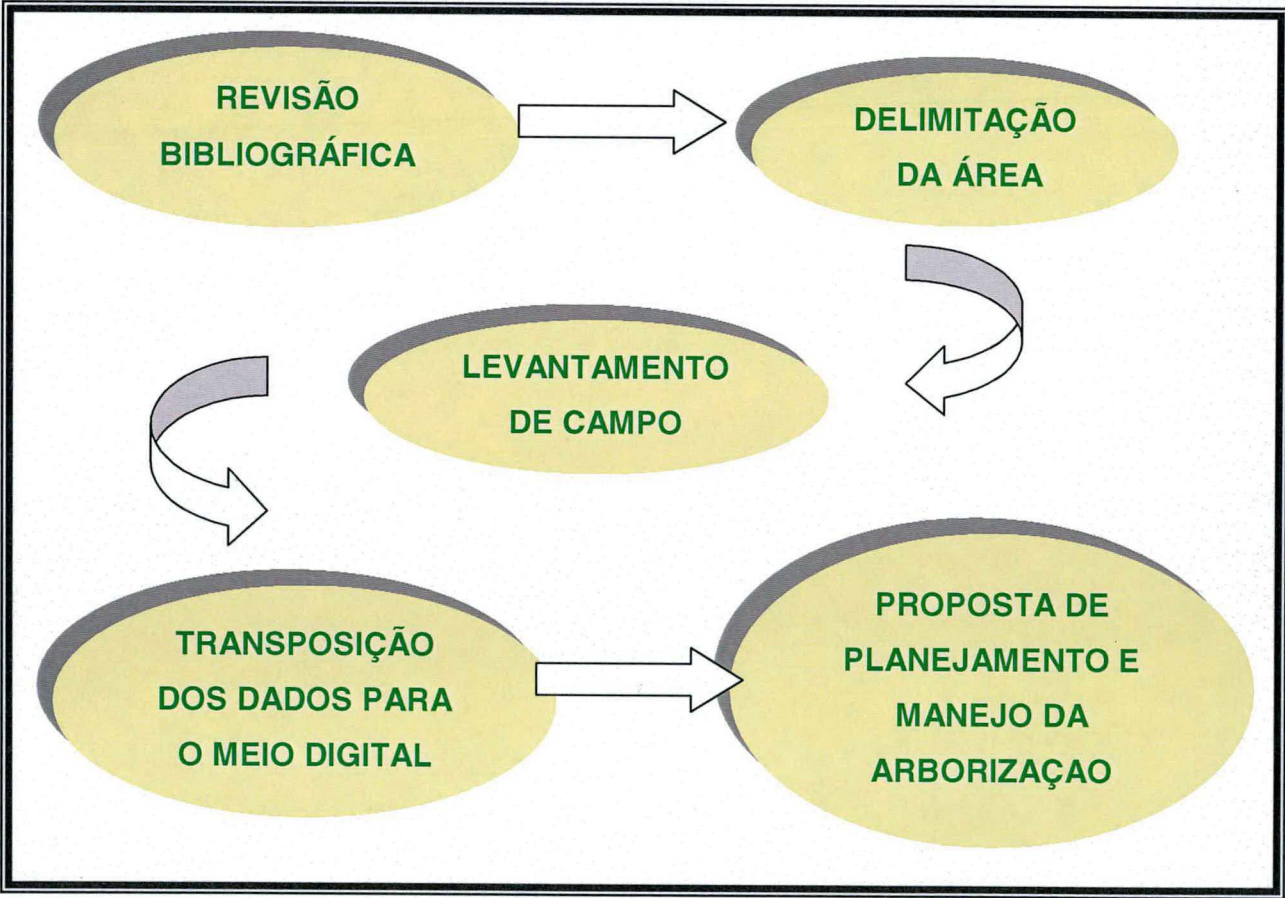 REVISÃO
BIBLIOGRÁFICA
DELIMITAÇÃO
DA ÁREA
LEVANTAMENTO
DE CAMPO
TRANSPOSIÇÃO
DOS DADOS PARA
O MEIO DIGITAL
PROPOSTA DE
PLANEJAMENTO E
MANEJO DA
ARBORIZAÇAO